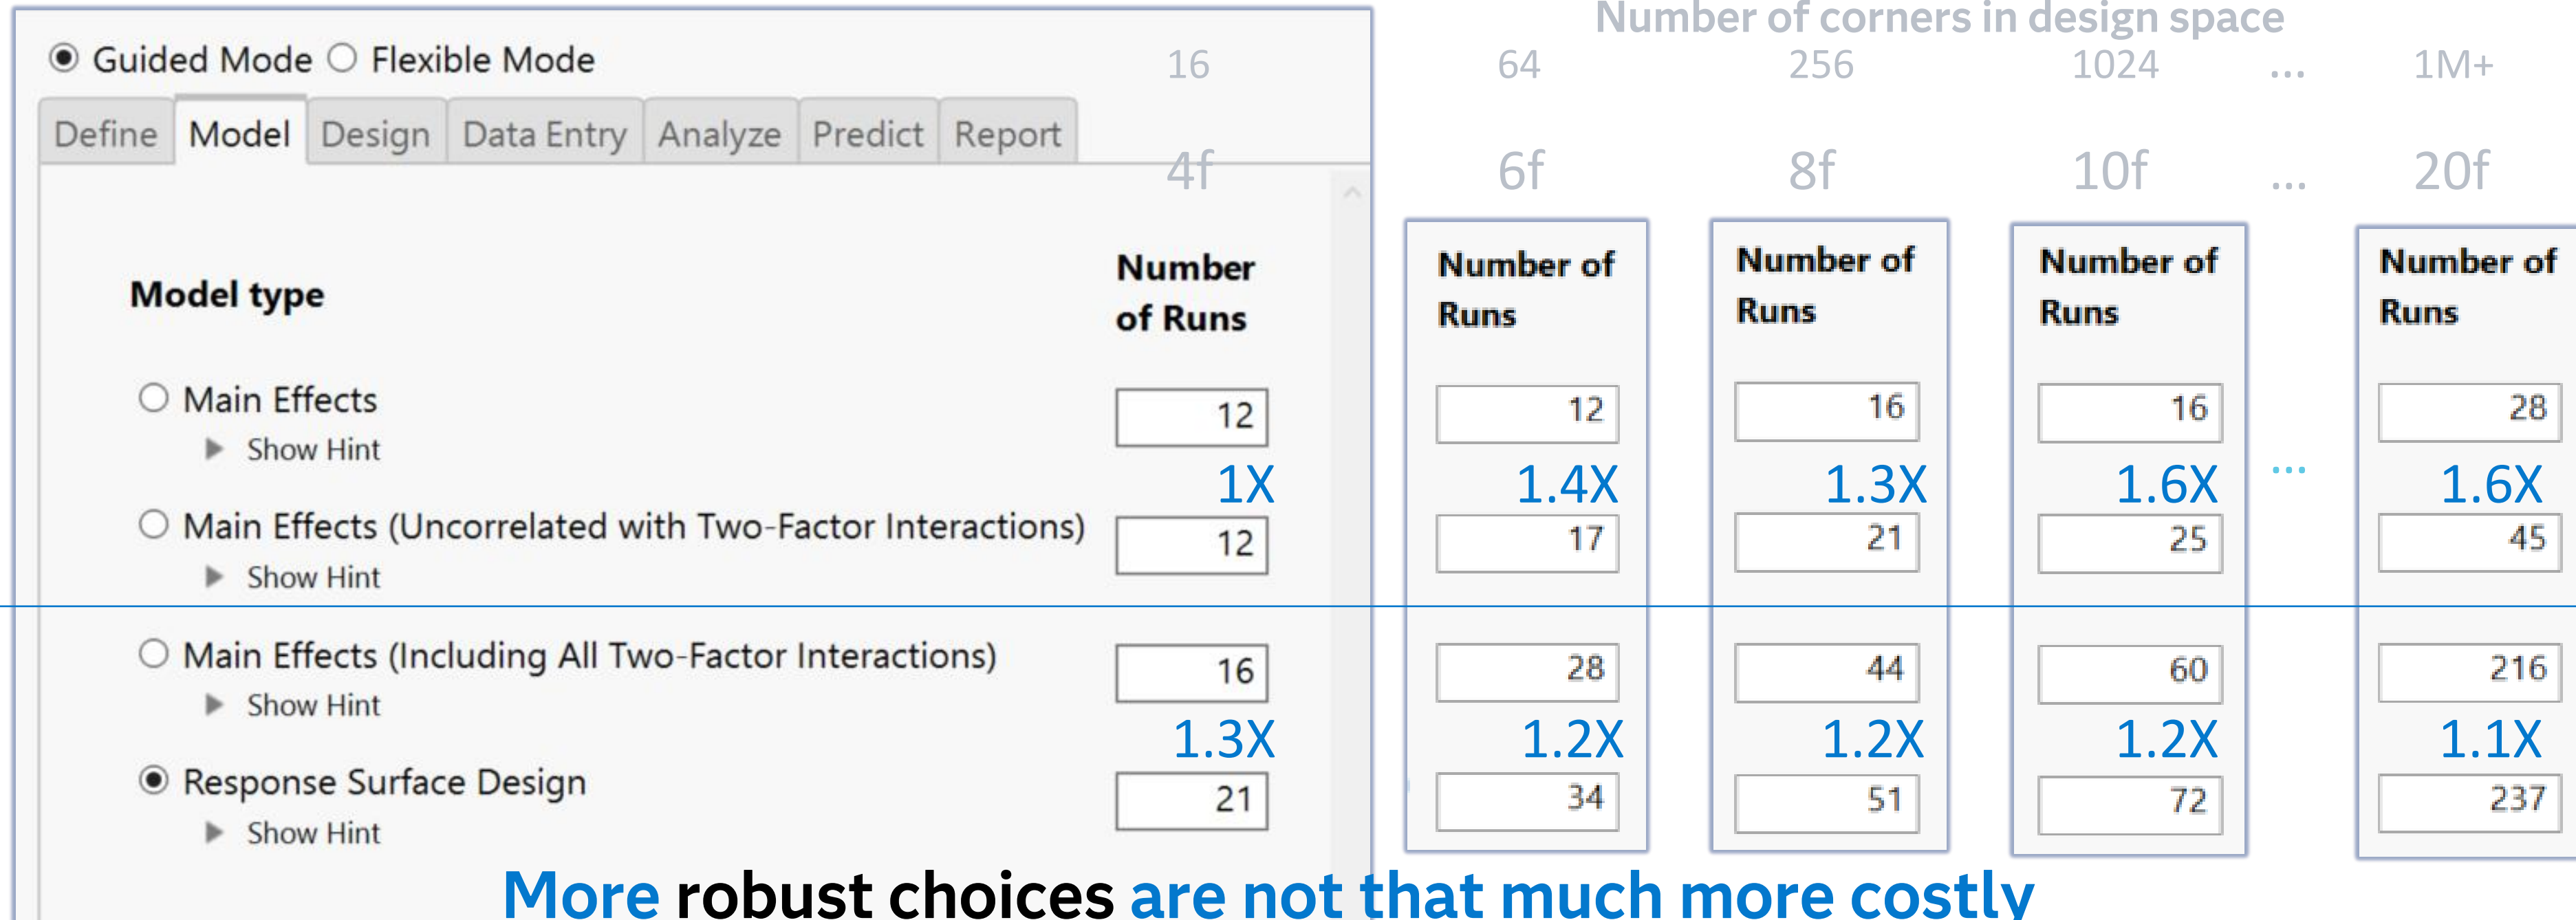 Number of corners in design space
Guided Mode Flexible Mode 16 64 256 1024 ... 1M+
Define Model Design Data Entry Analyze Predict Report
4f 6f 8f 10f ... 20f
Model type
Number of Runs
Number of Runs
Number of Runs
Number of Runs
Number of Runs
Main Effects 12 12 16 16 28
Show Hint
1X 1.4X 1.3X 1.6X ... 1.6X
Main Effects (Uncorrelated with Two-Factor Interactions) 12 17 21 25 45
Show Hint
Main Effects (Including All Two-Factor Interactions) 16 28 44 60 216
Show Hint
1.3X 1.2X 1.2X 1.2X 1.1X
Response Surface Design 21 34 51 72 237
Show Hint
More robust choices are not that much more costly